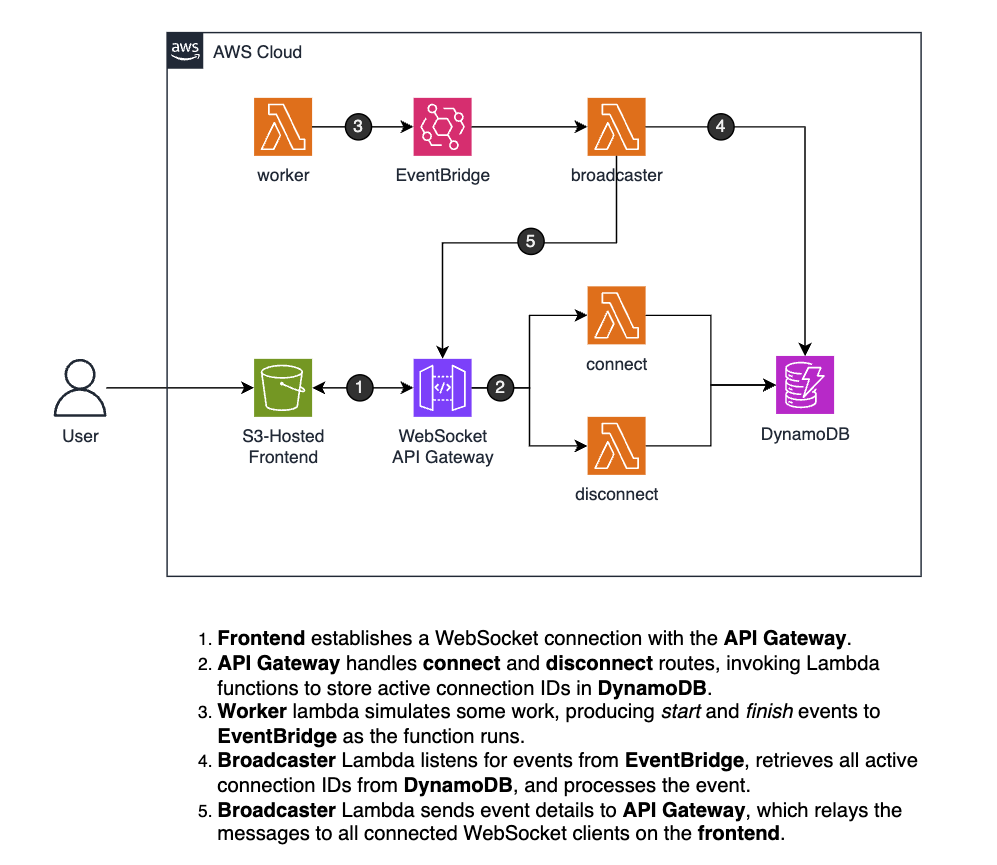 aws
AWS Cloud
3
4
worker
EventBridge
broadcaster
5
connect
1
2
User
S3-Hosted
Frontend
WebSocket
API Gateway
DynamoDB
disconnect
1. Frontend establishes a WebSocket connection with the API Gateway.
2. API Gateway handles connect and disconnect routes, invoking Lambda
functions to store active connection IDs in DynamoDB.
3. Worker lambda simulates some work, producing start and finish events to
EventBridge as the function runs.
4. Broadcaster Lambda listens for events from EventBridge, retrieves all active
connection IDs from DynamoDB, and processes the event.
5. Broadcaster Lambda sends event details to API Gateway, which relays the
messages to all connected WebSocket clients on the frontend.